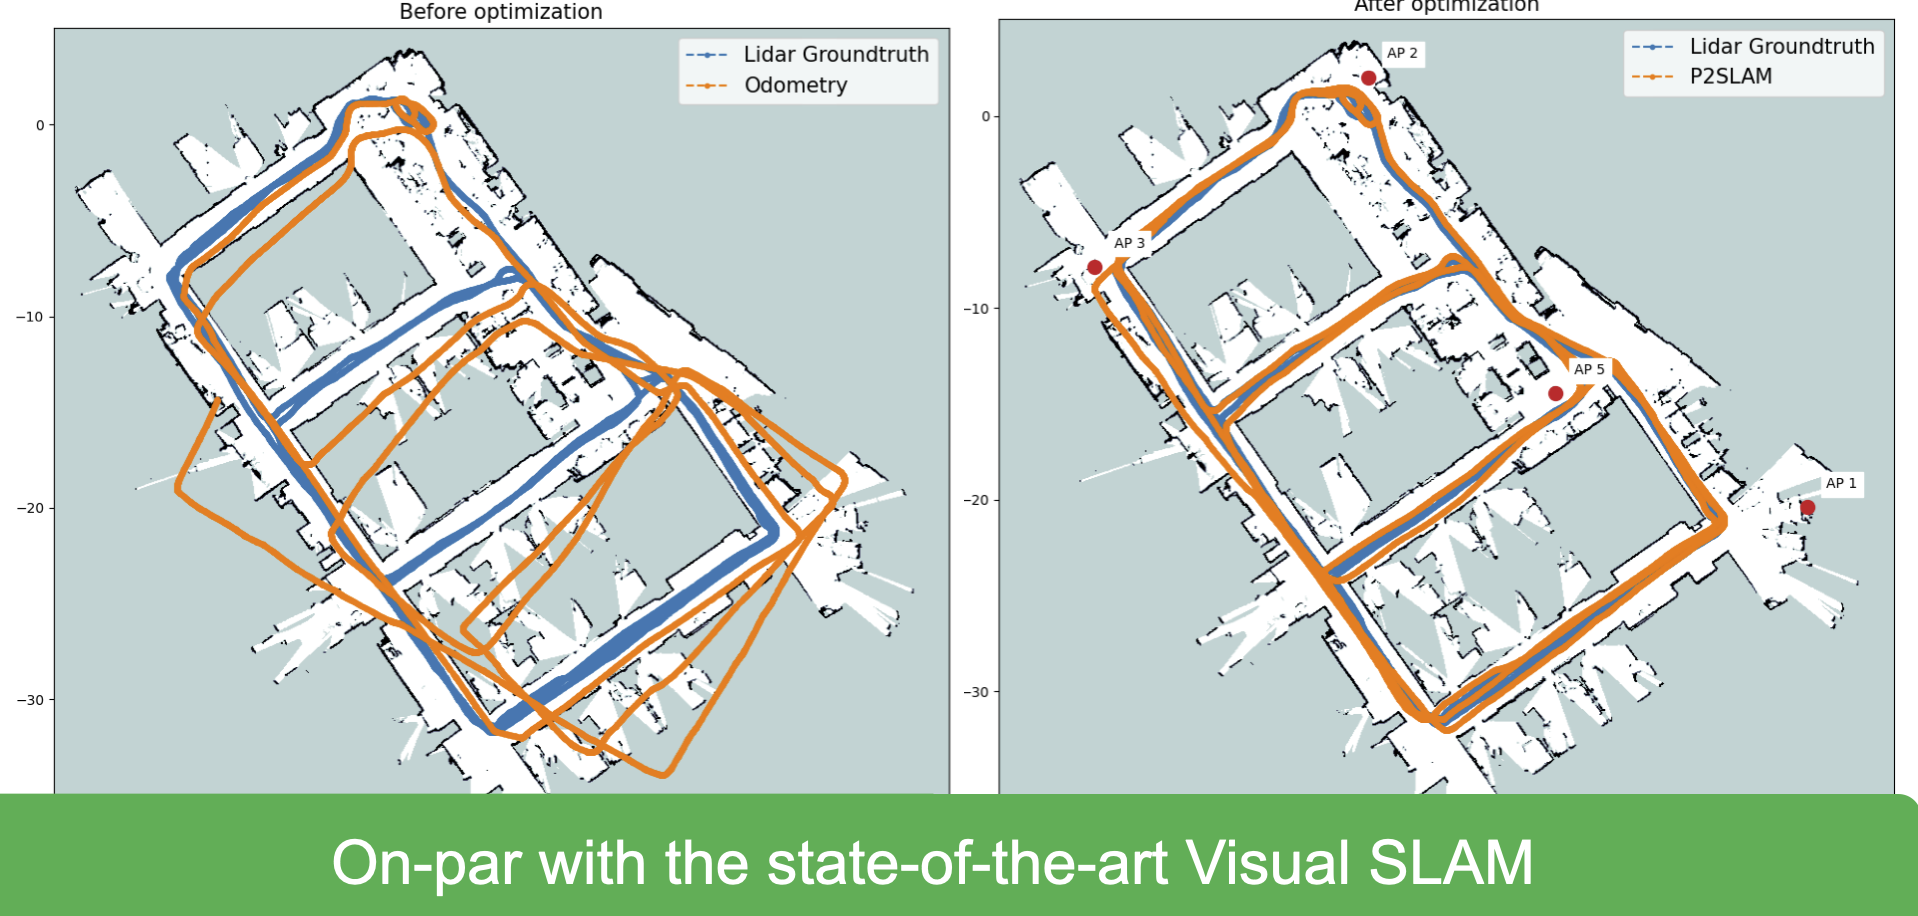 Before optimization
Lidar Groundtruth
Odometry
0
−10
−20
−30
After optimization
Lidar Groundtruth
P2SLAM
AP 2
AP 3
AP 5
AP 1
0
−10
−20
−30
On-par with the state-of-the-art Visual SLAM